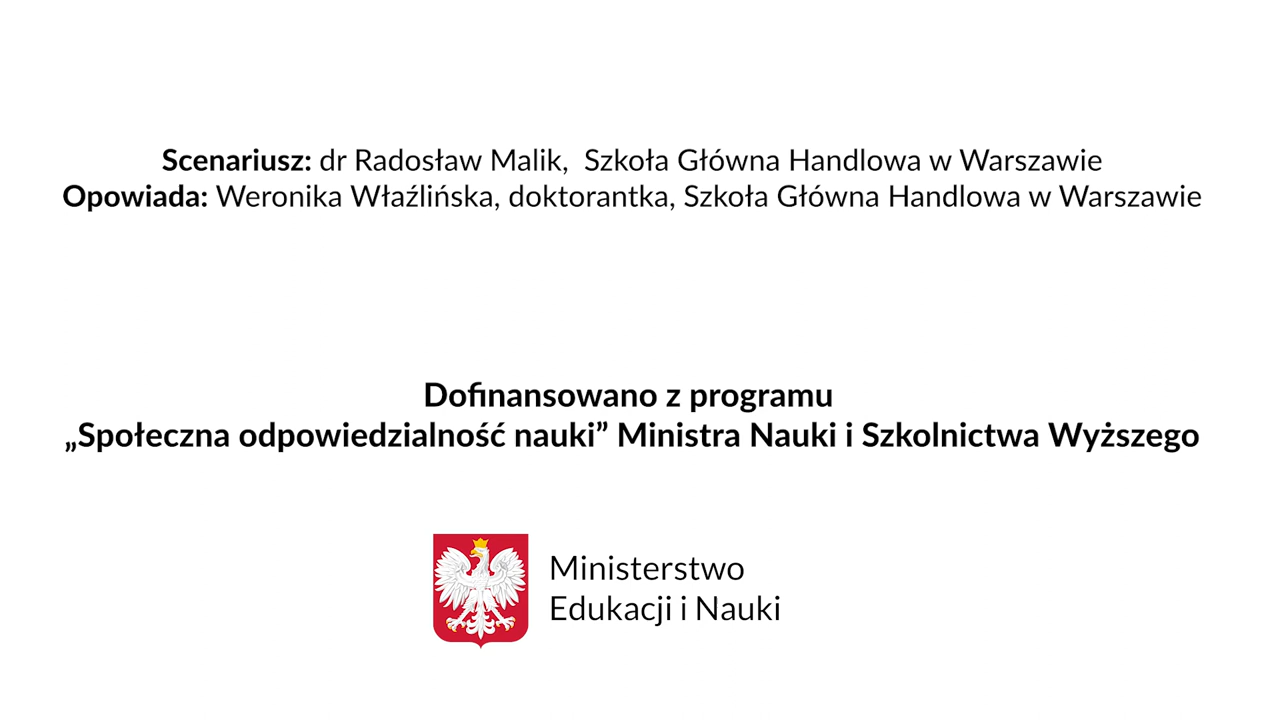 Scenariusz: dr Radosław Malik,  Szkoła Główna Handlowa w Warszawie
Opowiada: Weronika Właźlińska, doktorantka, Szkoła Główna Handlowa w Warszawie
Dofinansowano z programu
„Społeczna odpowiedzialność nauki” Ministra Nauki i Szkolnictwa Wyższego
Ministerstwo
Edukacji i Nauki